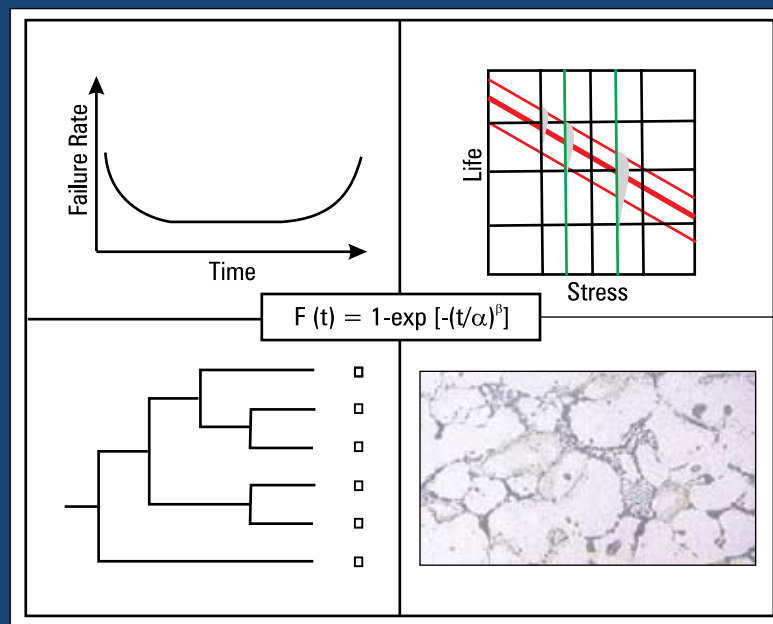 Failure Rate
Time
Life
Stress
F (t) = 1-exp [-(t/α)^β]